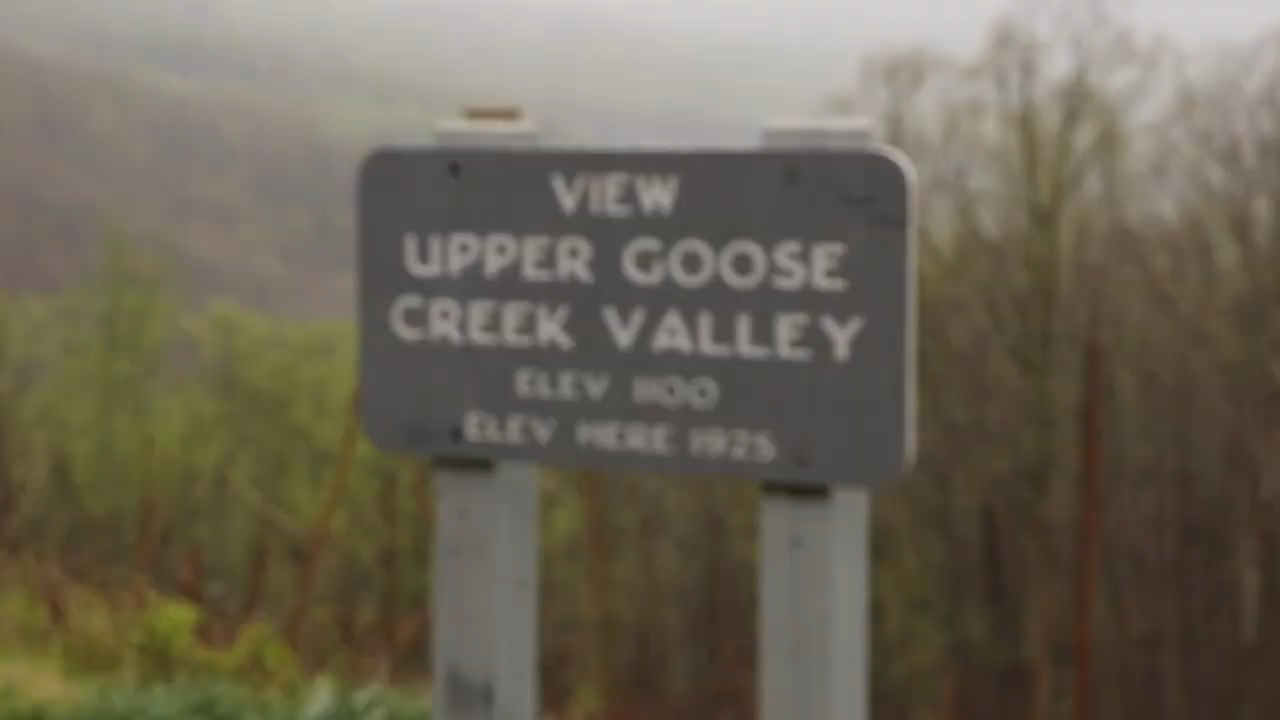 VIEW
UPPER GOOSE
CREEK VALLEY
ELEV 1100
ELEV HERE 1925